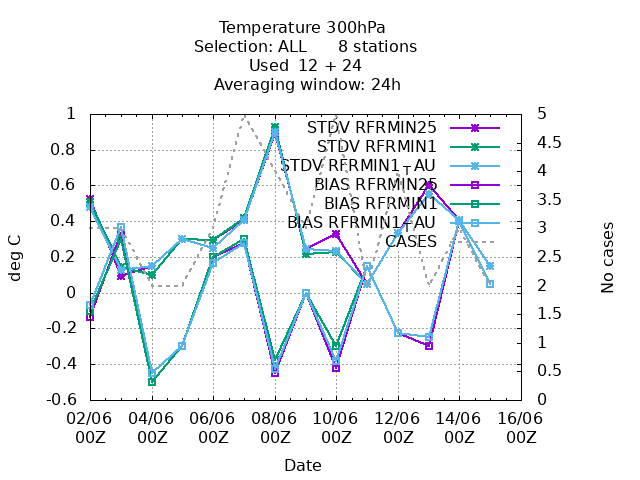 Temperature 300hPa
Selection: ALL 8 stations
Used 12 + 24
Averaging window: 24h
1 5
0.8 4.5
0.6 4
0.4 3.5
0.2 3
0 2.5
-0.2 2
-0.4 1.5
-0.6 1
0.5
0
STDV RFRMIN25
STDV RFRMIN1
STDV RFRMIN1+AU
BIAS RFRMIN25
BIAS RFRMIN1
BIAS RFRMIN1+AU
CASES
deg C
No cases
02/06 04/06 06/06 08/06 10/06 12/06 14/06 16/06
00Z 00Z 00Z 00Z 00Z 00Z 00Z 00Z
Date